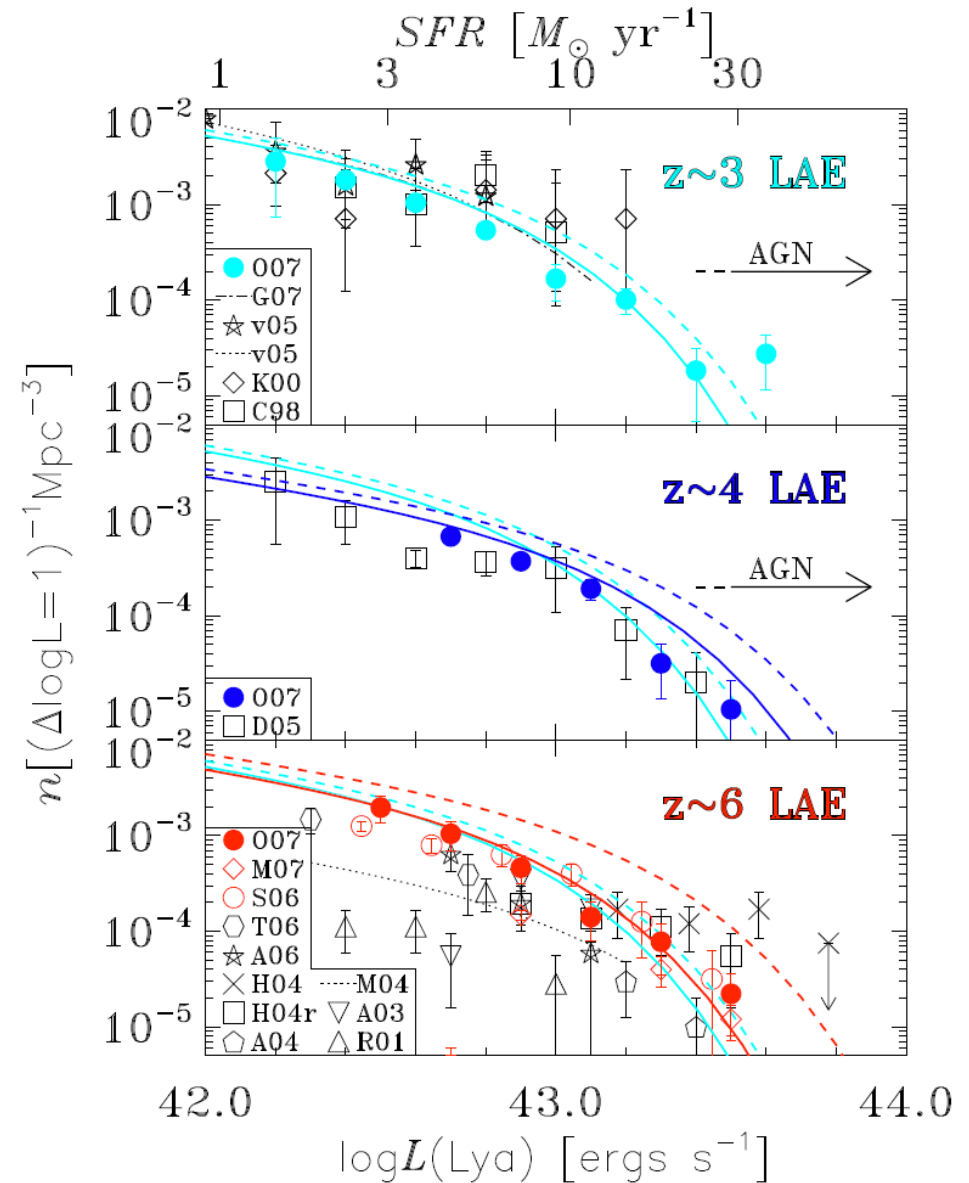 SFR [M⊙ yr⁻¹]
1 3 10 30
10⁻²
10⁻³
10⁻⁴
10⁻⁵
z~3 LAE
AGN
O07
G07
v05
v05
K00
C98
10⁻²
10⁻³
10⁻⁴
10⁻⁵
z~4 LAE
AGN
O07
D05
10⁻²
10⁻³
10⁻⁴
10⁻⁵
z~6 LAE
O07
M07
S06
T06
A06
H04 M04
H04r A03
A04 R01
n[(ΔlogL=1)⁻¹Mpc⁻³]
42.0 43.0 44.0
logL(Lyα) [ergs s⁻¹]